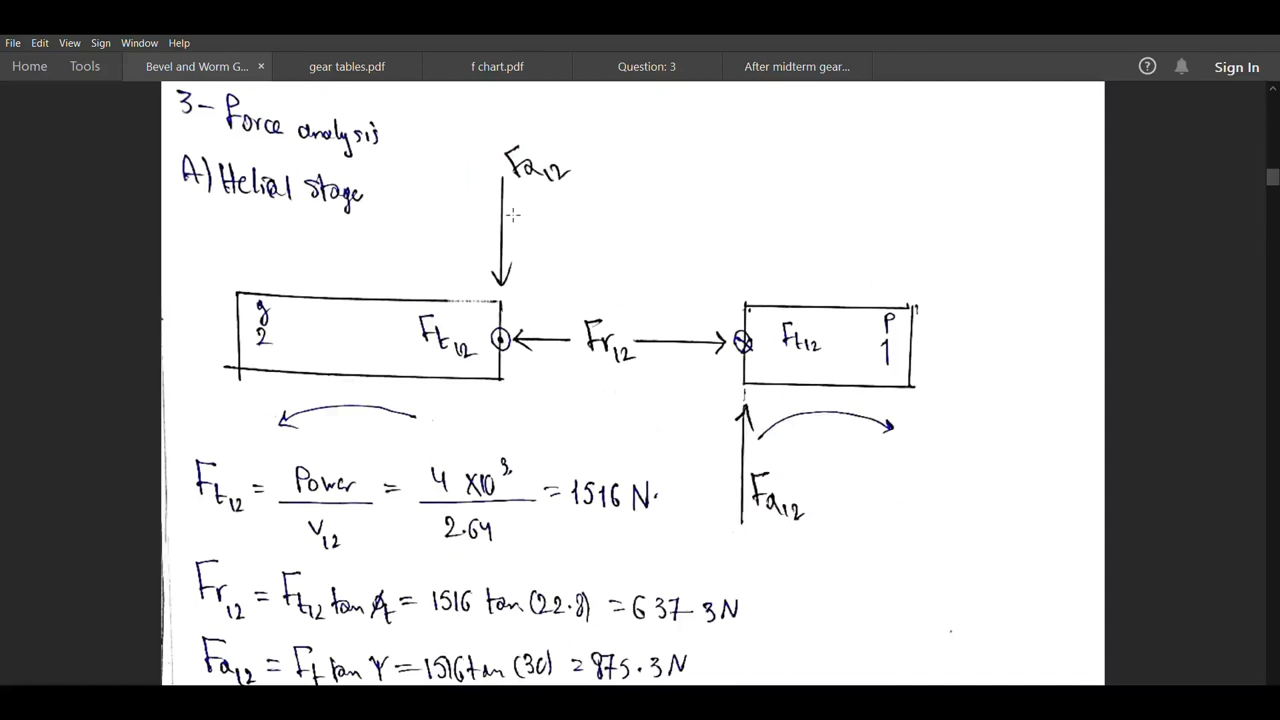 File Edit View Sign Window Help
Home Tools Bevel and Worm G... × gear tables.pdf f chart.pdf Question: 3 After midterm gear... Sign In
3- Force analysis
A) Helical stage
Fa12
g
2
Ft12
Fr12
Ft12
P
1
Fa12
Ft12 = Power / V12 = 4 x10³ / 2.64 = 1516 N.
Fr12 = Ft12 tan = 1516 tan (22.8) = 637.3N
Fa12 = Ft tan Ψ = 1516 tan (30) = 875.3 N